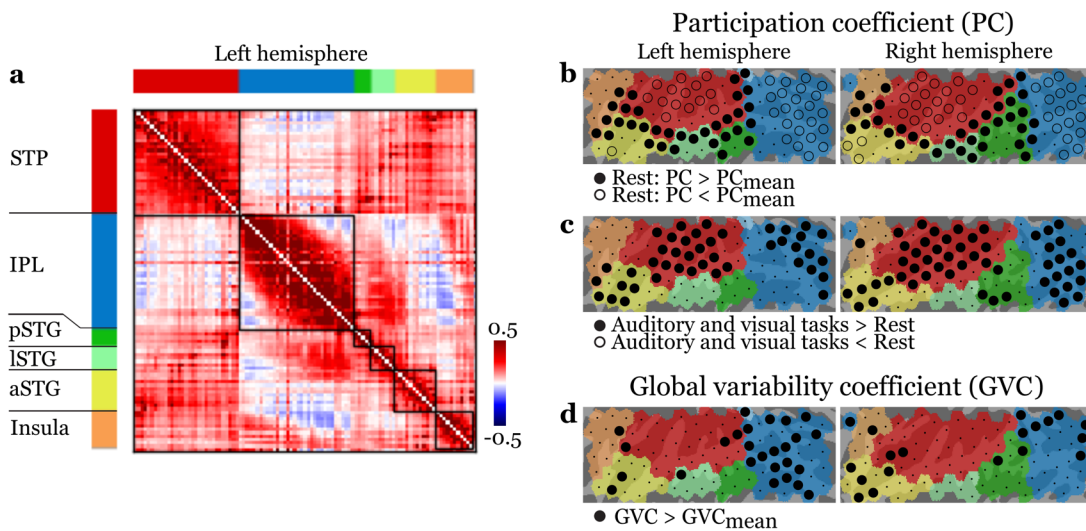 Participation coefficient (PC)
Left hemisphere
Left hemisphere
Right hemisphere
a
b
STP
IPL
pSTG
lSTG
aSTG
Insula
0.5
-0.5
● Rest: PC > PCmean
○ Rest: PC < PCmean
c
● Auditory and visual tasks > Rest
○ Auditory and visual tasks < Rest
Global variability coefficient (GVC)
d
● GVC > GVCmean